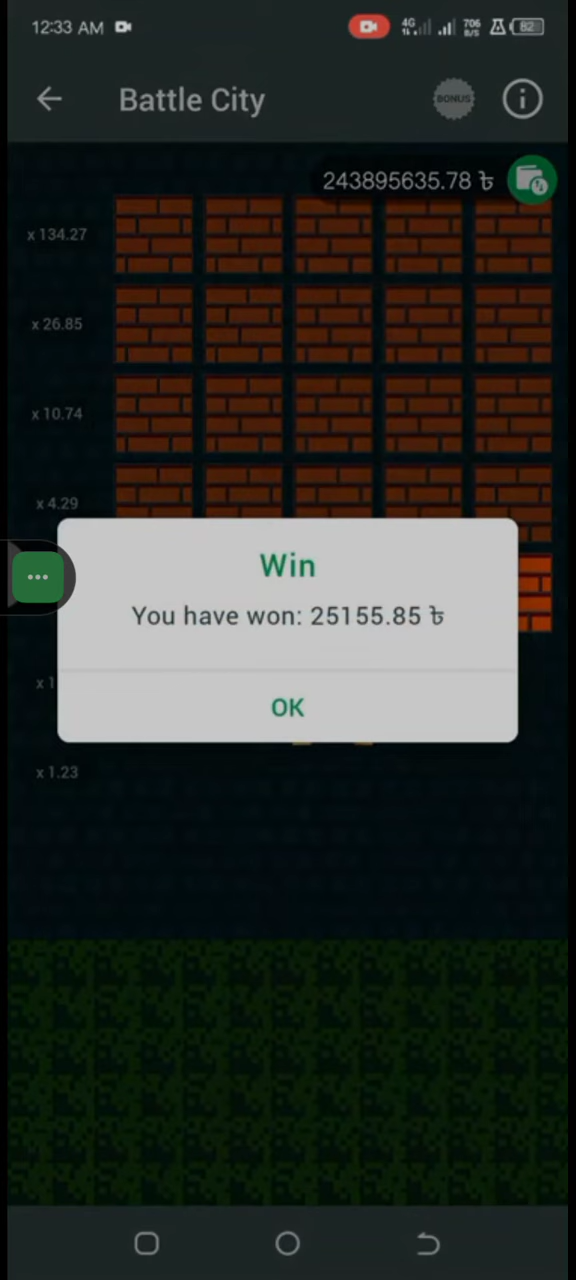 12:33 AM 4G 706 B/S 82
Battle City BONUS
243895635.78 ৳
x 134.27
x 26.85
x 10.74
x 4.29
Win
You have won: 25155.85 ৳
x 1
OK
x 1.23